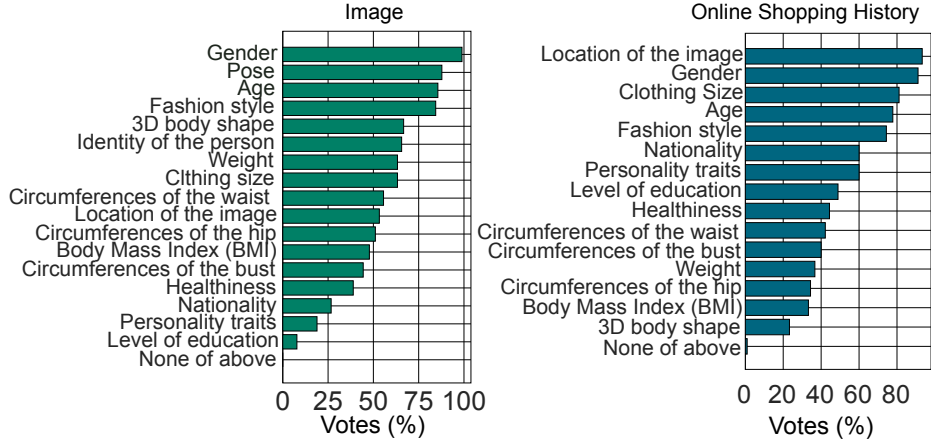 Image
Gender
Pose
Age
Fashion style
3D body shape
Identity of the person
Weight
Clthing size
Circumferences of the waist
Location of the image
Circumferences of the hip
Body Mass Index (BMI)
Circumferences of the bust
Healthiness
Nationality
Personality traits
Level of education
None of above
0 25 50 75 100
Votes (%)
Online Shopping History
Location of the image
Gender
Clothing Size
Age
Fashion style
Nationality
Personality traits
Level of education
Healthiness
Circumferences of the waist
Circumferences of the bust
Weight
Circumferences of the hip
Body Mass Index (BMI)
3D body shape
None of above
0 20 40 60 80
Votes (%)